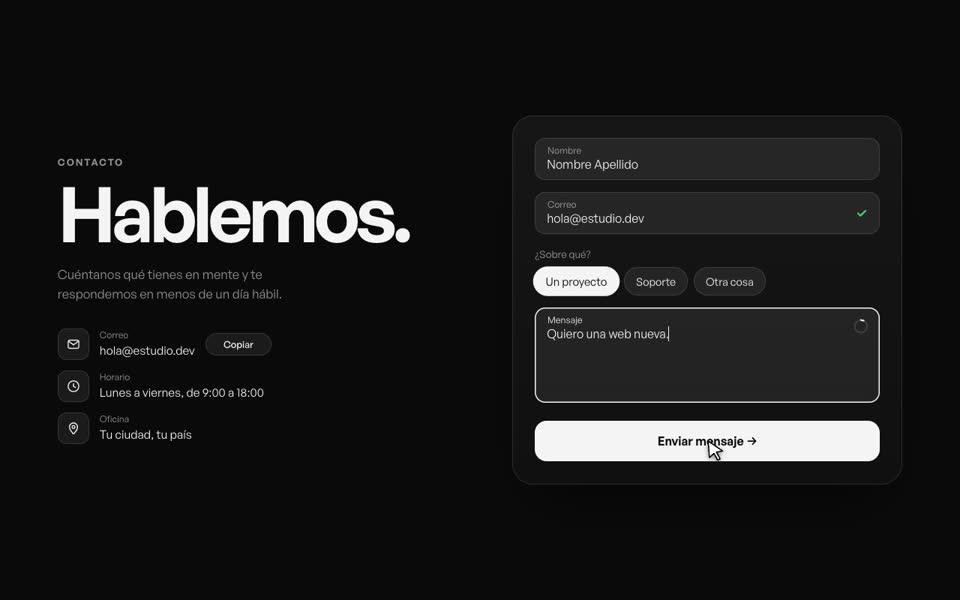 CONTACTO
Hablemos.
Cuéntanos qué tienes en mente y te
respondemos en menos de un día hábil.
Correo
hola@estudio.dev
Copiar
Horario
Lunes a viernes, de 9:00 a 18:00
Oficina
Tu ciudad, tu país
Nombre
Nombre Apellido
Correo
hola@estudio.dev
¿Sobre qué?
Un proyecto
Soporte
Otra cosa
Mensaje
Quiero una web nueva.
Enviar mensaje →